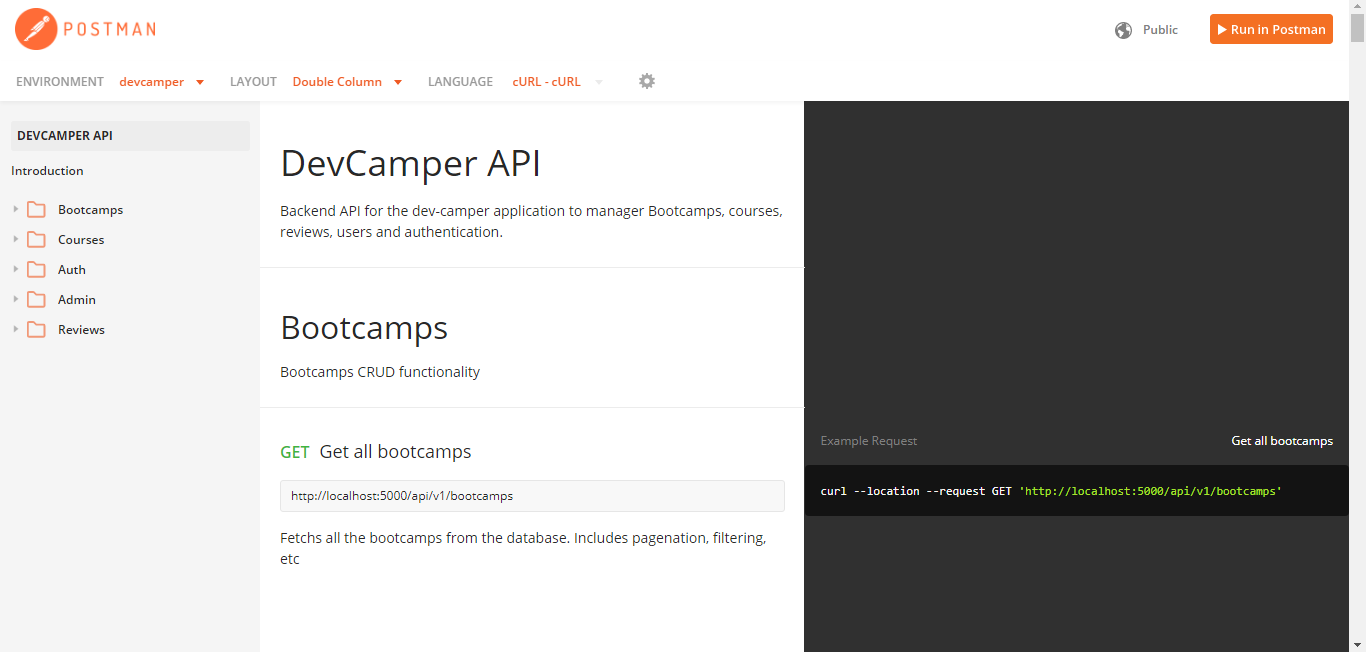 POSTMAN
Public
Run in Postman
ENVIRONMENT devcamper LAYOUT Double Column LANGUAGE cURL - cURL
DEVCAMPER API
Introduction
Bootcamps
Courses
Auth
Admin
Reviews
DevCamper API
Backend API for the dev-camper application to manager Bootcamps, courses,
reviews, users and authentication.
Bootcamps
Bootcamps CRUD functionality
GET Get all bootcamps
http://localhost:5000/api/v1/bootcamps
Fetchs all the bootcamps from the database. Includes pagenation, filtering,
etc
Example Request
Get all bootcamps
curl --location --request GET 'http://localhost:5000/api/v1/bootcamps'